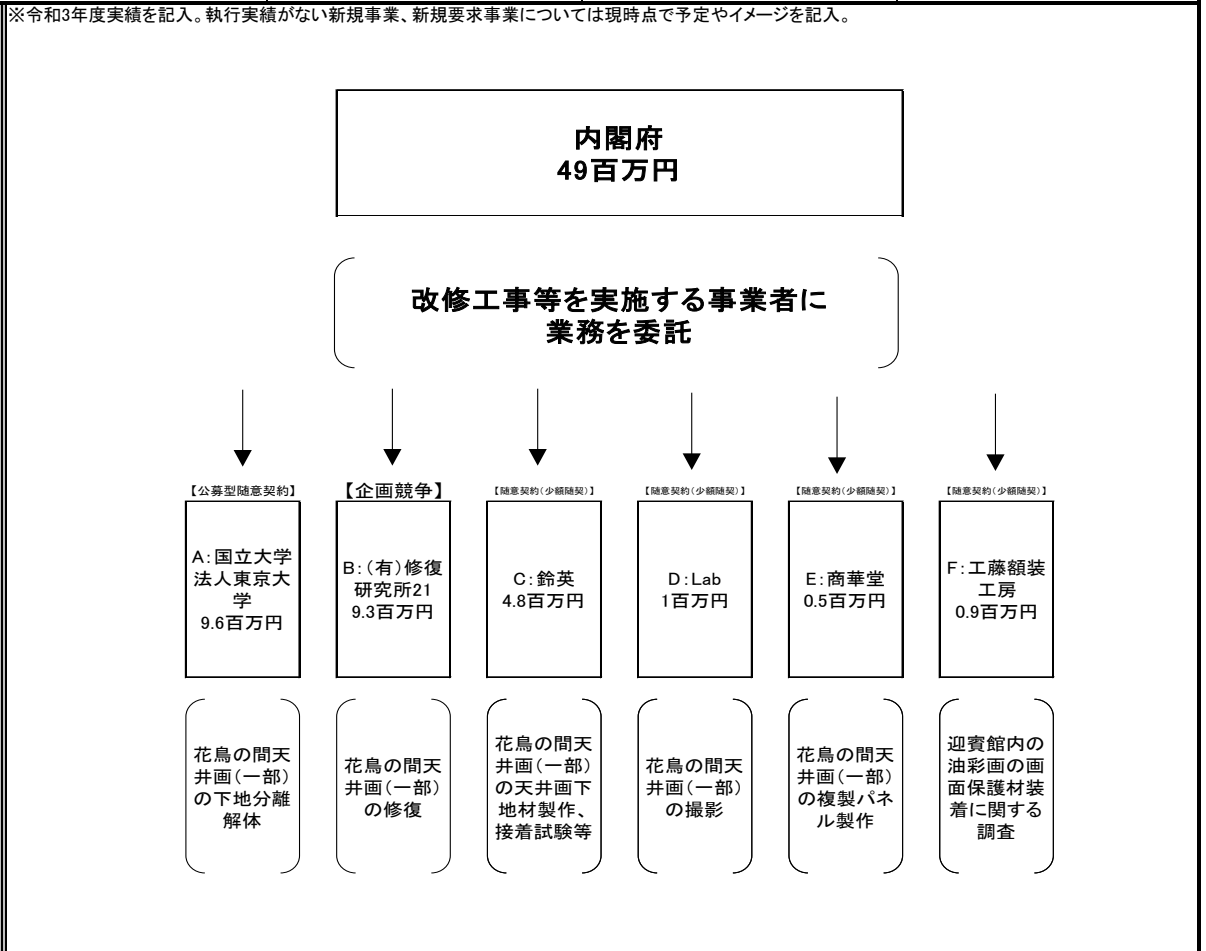 ※令和3年度実績を記入。執行実績がない新規事業、新規要求事業については現時点で予定やイメージを記入。
内閣府
49百万円
改修工事等を実施する事業者に
業務を委託
【公募型随意契約】
A:国立大学
法人東京大
学
9.6百万円
花鳥の間天
井画(一部)
の下地分離
解体
【企画競争】
B:(有)修復
研究所21
9.3百万円
花鳥の間天
井画(一部)
の修復
【随意契約(少額随契)】
C:鈴英
4.8百万円
花鳥の間天
井画(一部)
の天井画下
地材製作、
接着試験等
【随意契約(少額随契)】
D:Lab
1百万円
花鳥の間天
井画(一部)
の撮影
【随意契約(少額随契)】
E:商華堂
0.5百万円
花鳥の間天
井画(一部)
の複製パネ
ル製作
【随意契約(少額随契)】
F:工藤額装
工房
0.9百万円
迎賓館内の
油彩画の画
面保護材装
着に関する
調査